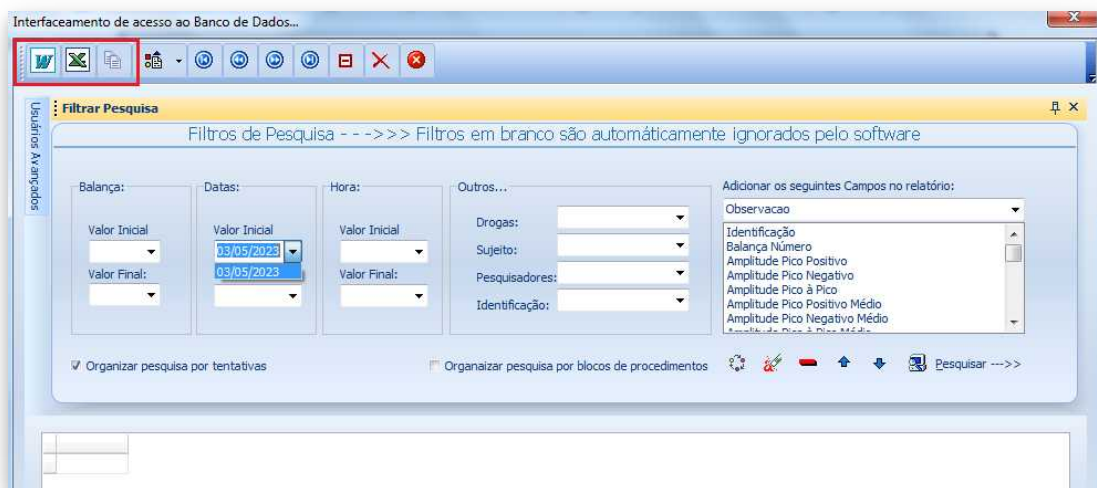 Interfaceamento de acesso ao Banco de Dados...
Usuários Avançados
Filtrar Pesquisa
Filtros de Pesquisa - - ->>> Filtros em branco são automáticamente ignorados pelo software
Balança:
Valor Inicial
Valor Final:
Datas:
Valor Inicial
03/05/2023
03/05/2023
Hora:
Valor Inicial
Valor Final:
Outros...
Drogas:
Sujeito:
Pesquisadores:
Identificação:
Adicionar os seguintes Campos no relatório:
Observacao
Identificação
Balança Número
Amplitude Pico Positivo
Amplitude Pico Negativo
Amplitude Pico à Pico
Amplitude Pico Positivo Médio
Amplitude Pico Negativo Médio
Amplitude Pico à Pico Médio
Organizar pesquisa por tentativas
Organaizar pesquisa por blocos de procedimentos
Pesquisar --->>